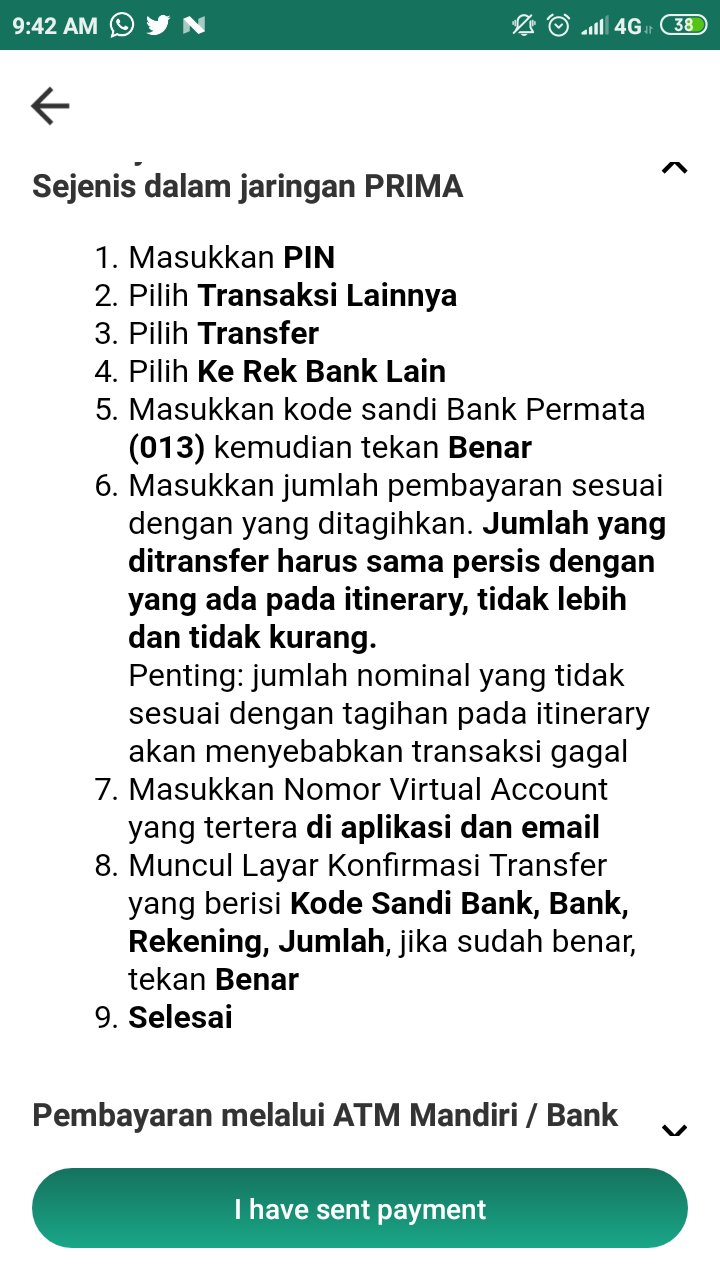 9:42 AM
4G
38
Sejenis dalam jaringan PRIMA
1. Masukkan PIN
2. Pilih Transaksi Lainnya
3. Pilih Transfer
4. Pilih Ke Rek Bank Lain
5. Masukkan kode sandi Bank Permata
(013) kemudian tekan Benar
6. Masukkan jumlah pembayaran sesuai
dengan yang ditagihkan. Jumlah yang
ditransfer harus sama persis dengan
yang ada pada itinerary, tidak lebih
dan tidak kurang.
Penting: jumlah nominal yang tidak
sesuai dengan tagihan pada itinerary
akan menyebabkan transaksi gagal
7. Masukkan Nomor Virtual Account
yang tertera di aplikasi dan email
8. Muncul Layar Konfirmasi Transfer
yang berisi Kode Sandi Bank, Bank,
Rekening, Jumlah, jika sudah benar,
tekan Benar
9. Selesai
Pembayaran melalui ATM Mandiri / Bank
I have sent payment